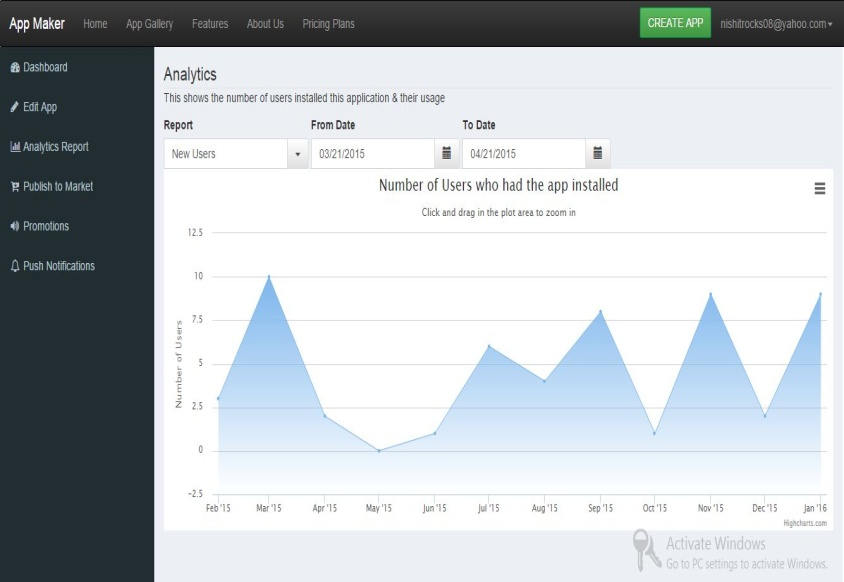 App Maker Home App Gallery Features About Us Pricing Plans CREATE APP nishitrocks08@yahoo.com
Dashboard
Edit App
Analytics Report
Publish to Market
Promotions
Push Notifications
Analytics
This shows the number of users installed this application & their usage
Report From Date To Date
New Users 03/21/2015 04/21/2015
Number of Users who had the app installed
Click and drag in the plot area to zoom in
Number of Users
12.5
10
7.5
5
2.5
0
-2.5
Feb '15 Mar '15 Apr '15 May '15 Jun '15 Jul '15 Aug '15 Sep '15 Oct '15 Nov '15 Dec '15 Jan '16
Highcharts.com
Activate Windows
Go to PC settings to activate Windows.